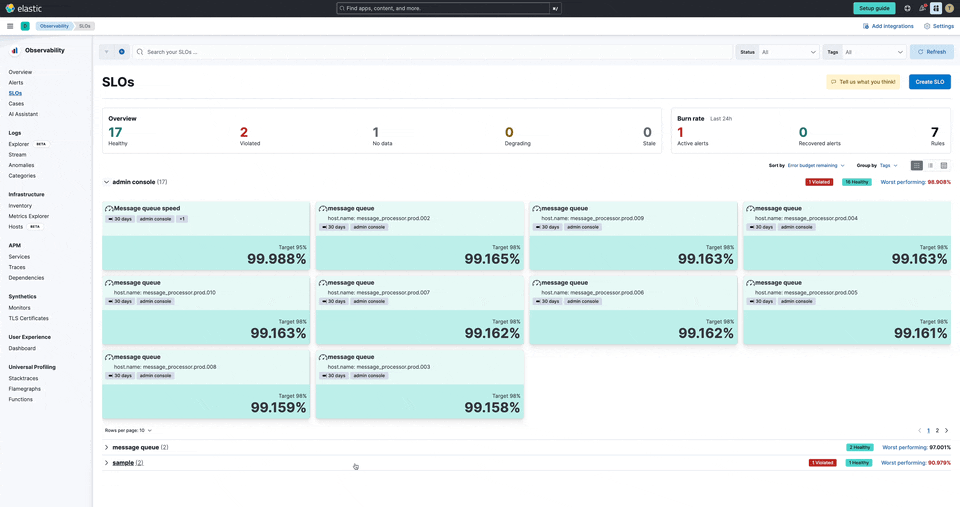 elastic
Find apps, content, and more.
⌘/
Setup guide
D
Observability
SLOs
Add integrations
Settings
Observability
Overview
Alerts
SLOs
Cases
AI Assistant
Logs
Explorer BETA
Stream
Anomalies
Categories
Infrastructure
Inventory
Metrics Explorer
Hosts BETA
APM
Services
Traces
Dependencies
Synthetics
Monitors
TLS Certificates
User Experience
Dashboard
Universal Profiling
Stacktraces
Flamegraphs
Functions
Search your SLOs ...
Status All
Tags All
Refresh
SLOs
Tell us what you think!
Create SLO
Overview
17 2 1 0 0
Healthy Violated No data Degrading Stale
Burn rate Last 24h
1 0 7
Active alerts Recovered alerts Rules
Sort by Error budget remaining Group by Tags
admin console (17)
1 Violated 16 Healthy Worst performing: 98.908%
Message queue speed
30 days admin console +1
Target 95%
99.988%
message queue
host.name: message_processor.prod.002
30 days admin console
Target 98%
99.165%
message queue
host.name: message_processor.prod.009
30 days admin console
Target 98%
99.163%
message queue
host.name: message_processor.prod.004
30 days admin console
Target 98%
99.163%
message queue
host.name: message_processor.prod.010
30 days admin console
Target 98%
99.163%
message queue
host.name: message_processor.prod.007
30 days admin console
Target 98%
99.162%
message queue
host.name: message_processor.prod.006
30 days admin console
Target 98%
99.162%
message queue
host.name: message_processor.prod.005
30 days admin console
Target 98%
99.161%
message queue
host.name: message_processor.prod.008
30 days admin console
Target 98%
99.159%
message queue
host.name: message_processor.prod.003
30 days admin console
Target 98%
99.158%
Rows per page: 10
1 2
message queue (2)
2 Healthy Worst performing: 97.001%
sample (2)
1 Violated 1 Healthy Worst performing: 90.979%